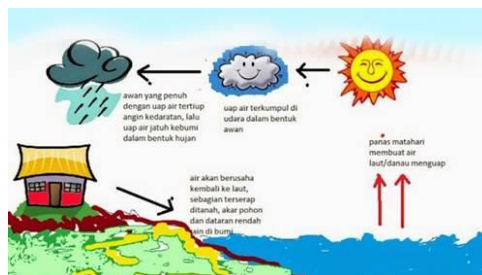 awan yang penuh
dengan uap air tertiup
angin kedaratan, lalu
uap air jatuh kebumi
dalam bentuk hujan
uap air terkumpul di
udara dalam bentuk
awan
panas matahari
membuat air
laut/danau menguap
air akan berusaha
kembali ke laut,
sebagian terserap
ditanah, akar pohon
dan dataran rendah
lain di bumi